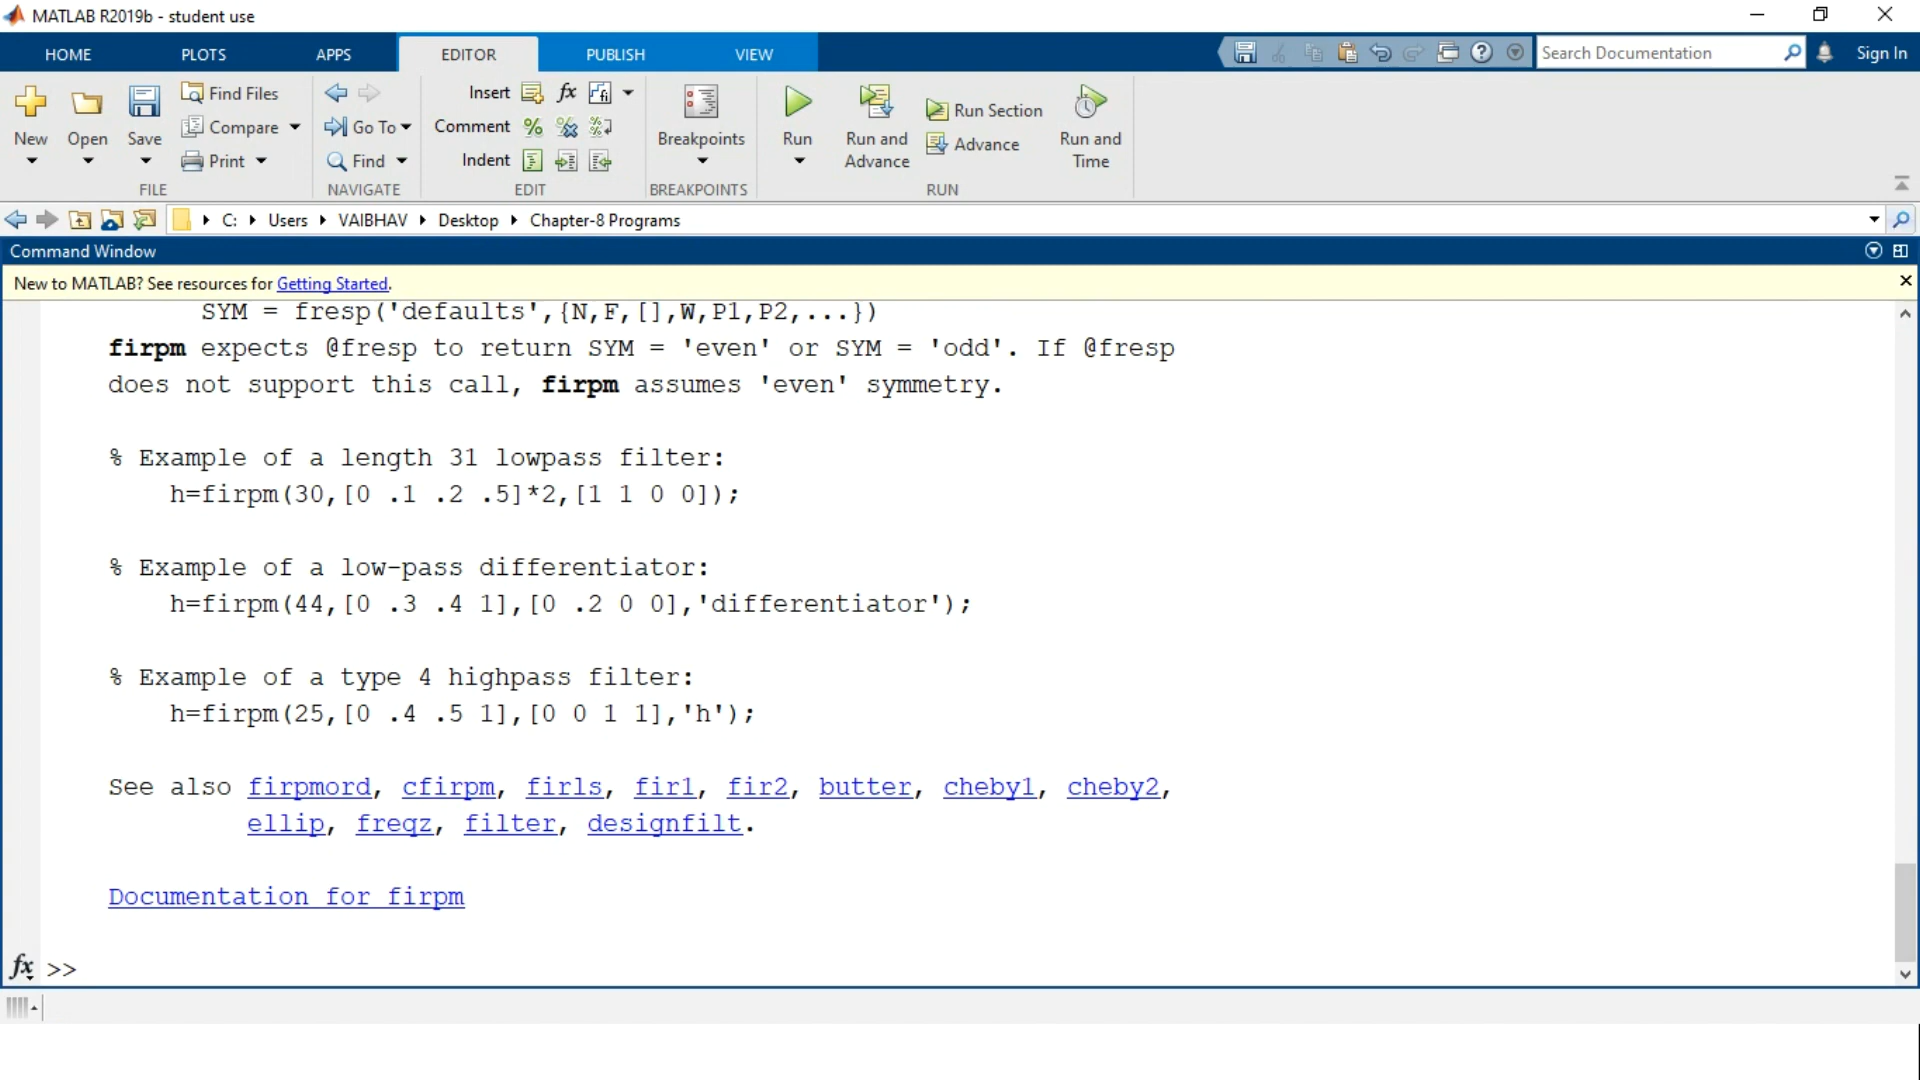 MATLAB R2019b - student use
HOME PLOTS APPS EDITOR PUBLISH VIEW Search Documentation Sign In
New Open Save Find Files Compare Print Go To Find Insert fx Comment Indent Breakpoints Run Run and Advance Run Section Advance Run and Time
FILE NAVIGATE EDIT BREAKPOINTS RUN
C: Users VAIBHAV Desktop Chapter-8 Programs
Command Window
New to MATLAB? See resources for Getting Started.
SYM = fresp('defaults',{N,F,[],W,P1,P2,...})
firpm expects @fresp to return SYM = 'even' or SYM = 'odd'. If @fresp
does not support this call, firpm assumes 'even' symmetry.
% Example of a length 31 lowpass filter:
h=firpm(30,[0 .1 .2 .5]*2,[1 1 0 0]);
% Example of a low-pass differentiator:
h=firpm(44,[0 .3 .4 1],[0 .2 0 0],'differentiator');
% Example of a type 4 highpass filter:
h=firpm(25,[0 .4 .5 1],[0 0 1 1],'h');
See also firpmord, cfirpm, firls, fir1, fir2, butter, cheby1, cheby2,
ellip, freqz, filter, designfilt.
Documentation for firpm
fx >>